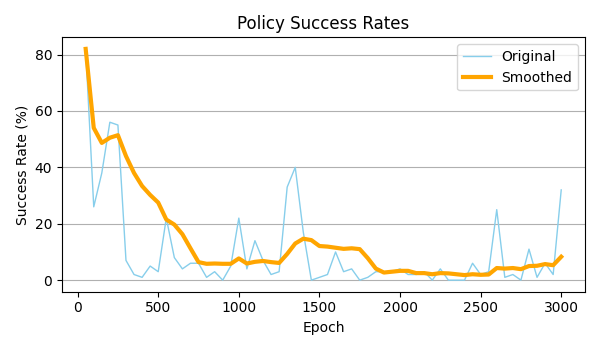 Policy Success Rates
Success Rate (%)
80
60
40
20
0
Original
Smoothed
0 500 1000 1500 2000 2500 3000
Epoch